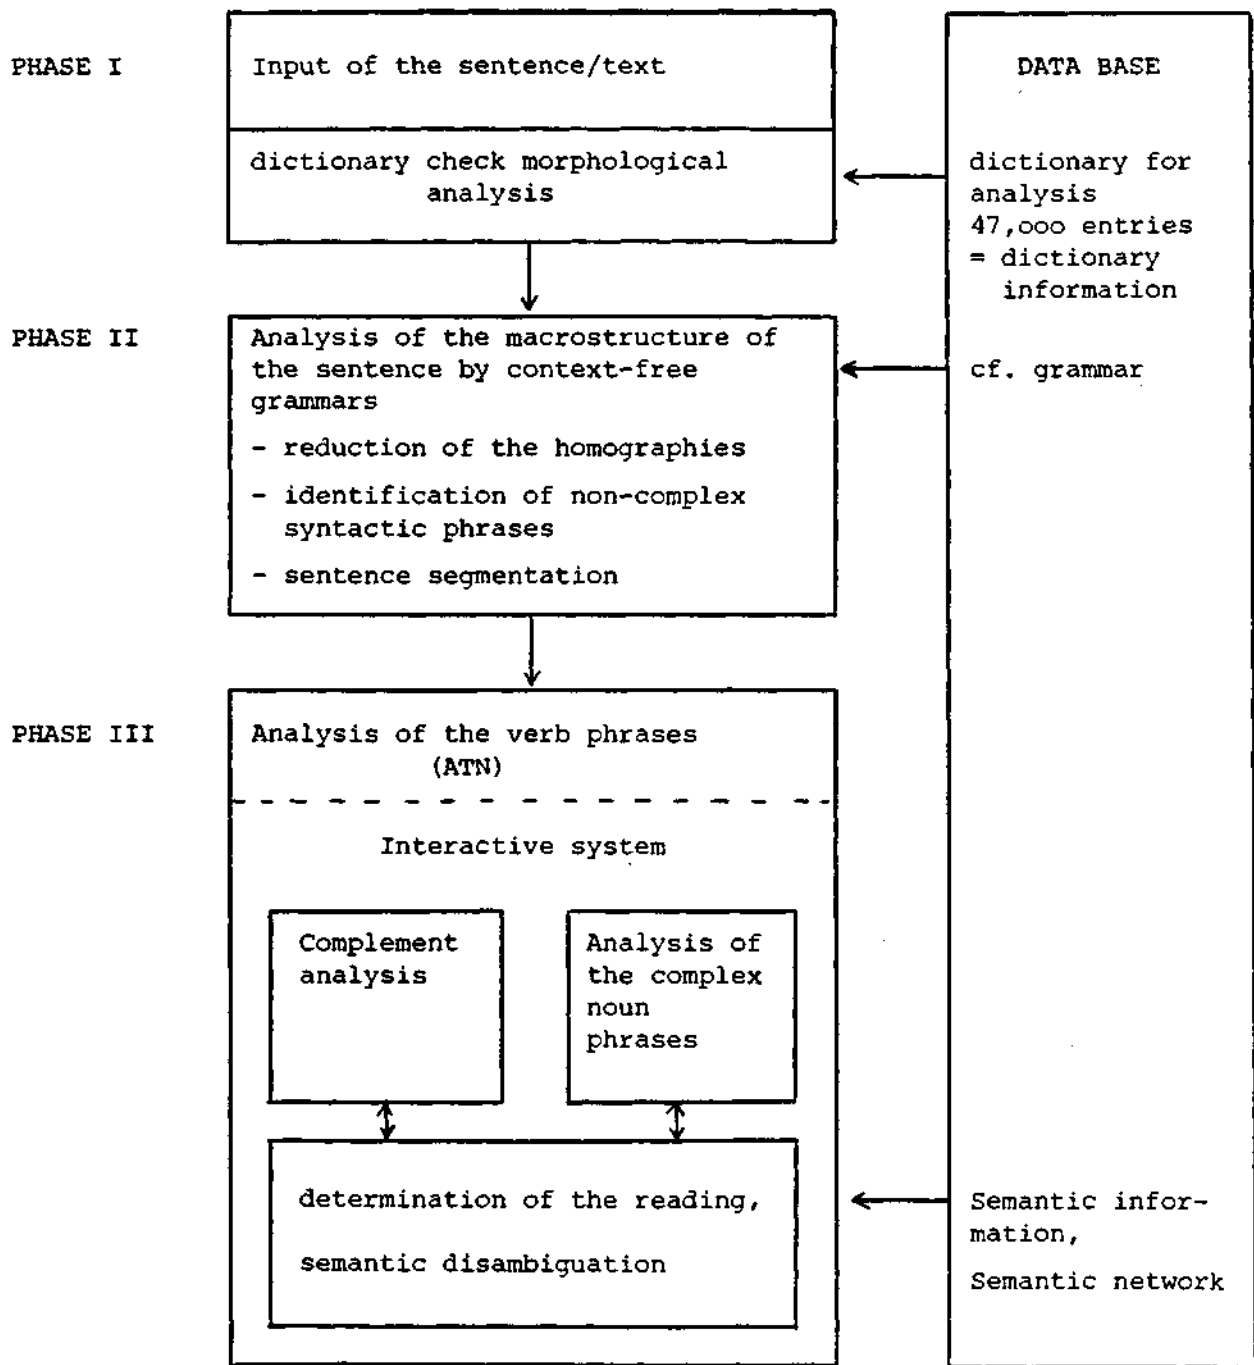 PHASE I
Input of the sentence/text
dictionary check morphological
analysis
PHASE II
Analysis of the macrostructure of
the sentence by context-free
grammars
- reduction of the homographies
- identification of non-complex
syntactic phrases
- sentence segmentation
PHASE III
Analysis of the verb phrases
(ATN)
Interactive system
Complement
analysis
Analysis of
the complex
noun
phrases
determination of the reading,
semantic disambiguation
DATA BASE
dictionary for
analysis
47,ooo entries
= dictionary
information
cf. grammar
Semantic infor-
mation,
Semantic network